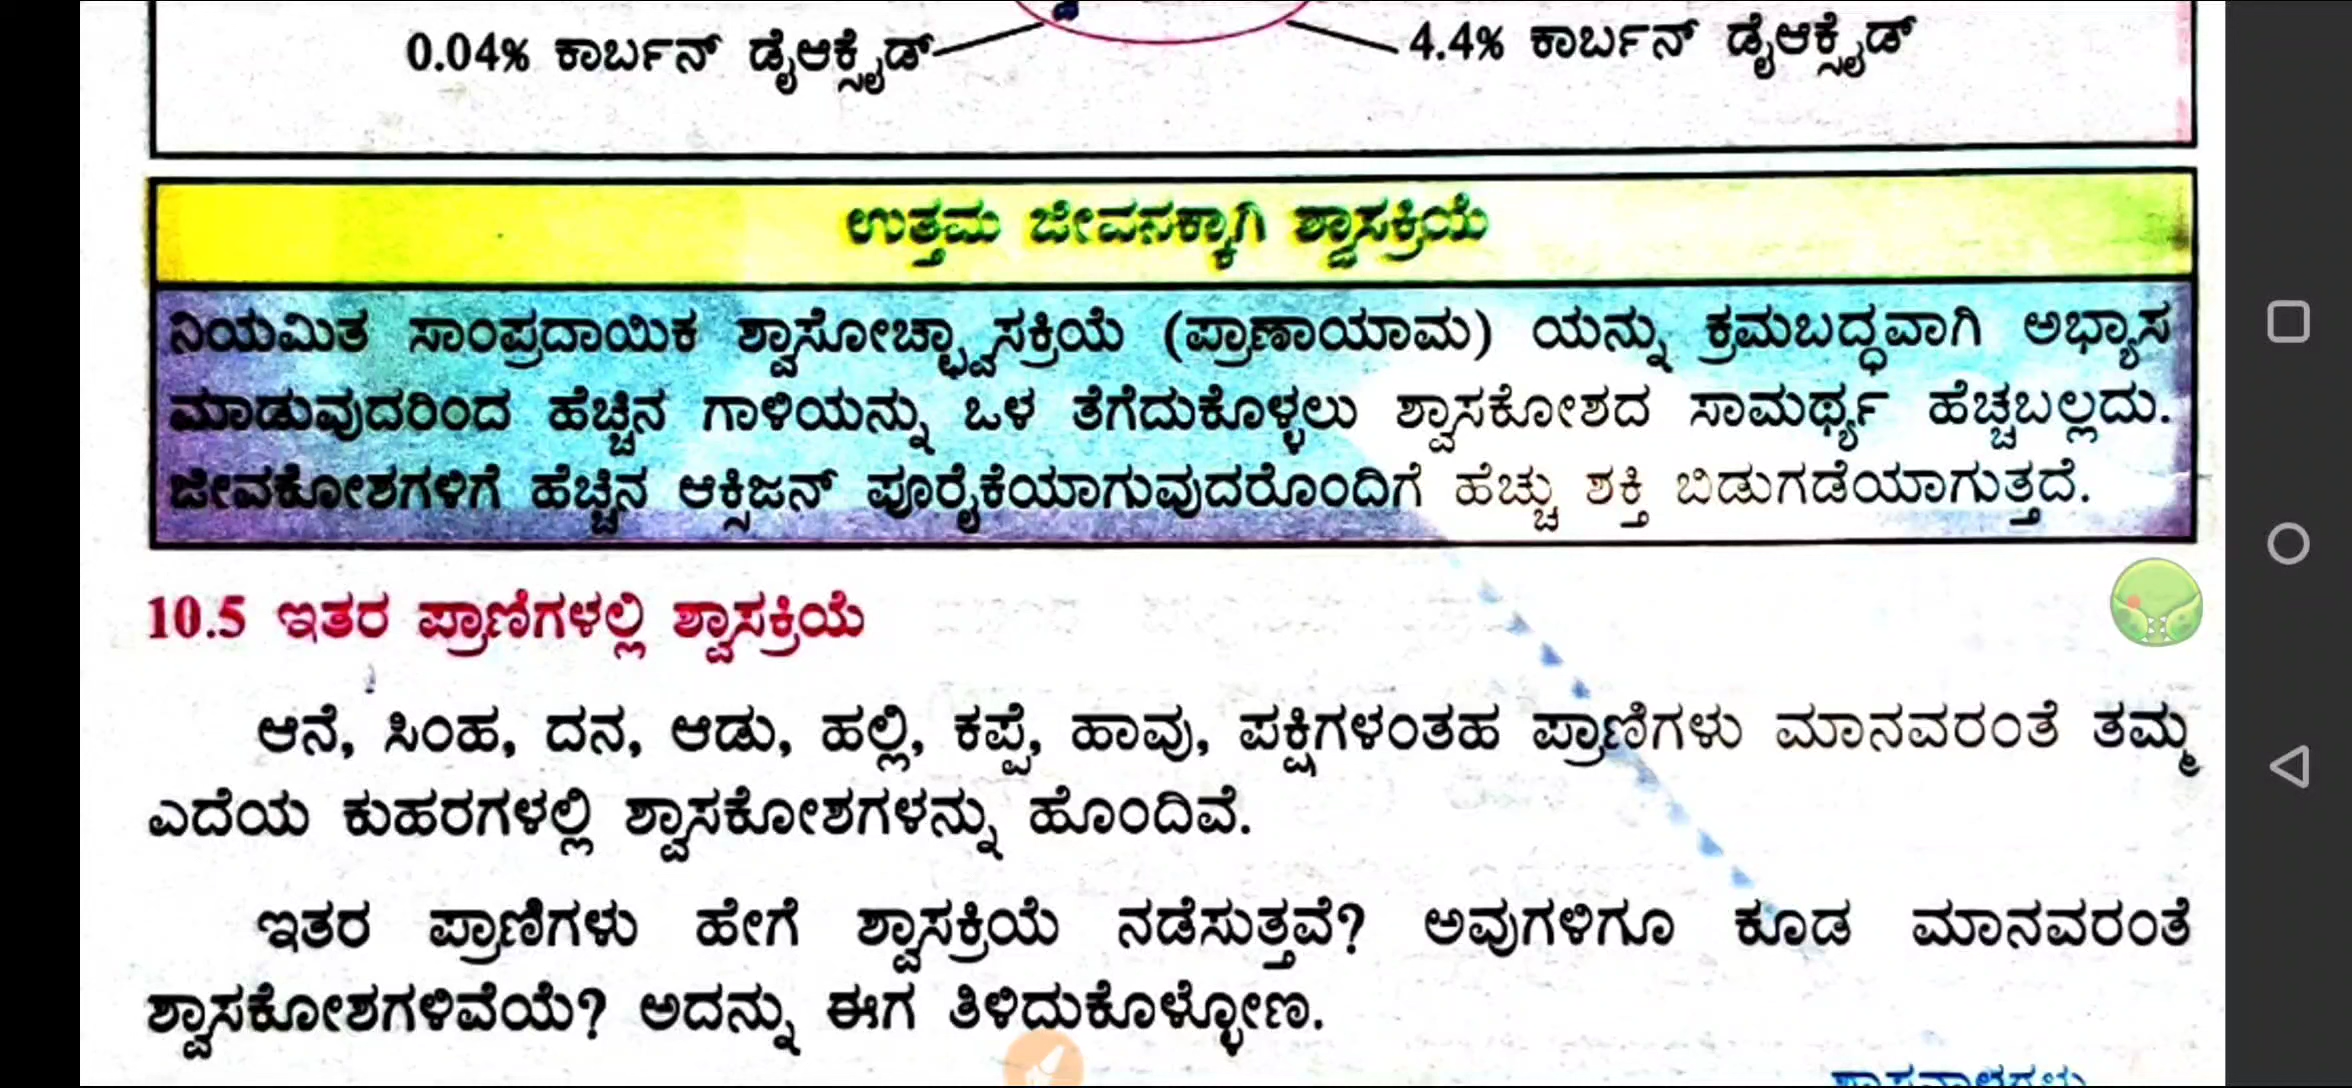 0.04% ಕಾರ್ಬನ್ ಡೈಆಕ್ಸೈಡ್
4.4% ಕಾರ್ಬನ್ ಡೈಆಕ್ಸೈಡ್
ಉತ್ತಮ ಜೀವನಕ್ಕಾಗಿ ಶ್ವಾಸಕ್ರಿಯೆ
ನಿಯಮಿತ ಸಾಂಪ್ರದಾಯಿಕ ಶ್ವಾಸೋಚ್ಛ್ವಾಸಕ್ರಿಯೆ (ಪ್ರಾಣಾಯಾಮ) ಯನ್ನು ಕ್ರಮಬದ್ಧವಾಗಿ ಅಭ್ಯಾಸ
ಮಾಡುವುದರಿಂದ ಹೆಚ್ಚಿನ ಗಾಳಿಯನ್ನು ಒಳ ತೆಗೆದುಕೊಳ್ಳಲು ಶ್ವಾಸಕೋಶದ ಸಾಮರ್ಥ್ಯ ಹೆಚ್ಚಬಲ್ಲದು.
ಜೀವಕೋಶಗಳಿಗೆ ಹೆಚ್ಚಿನ ಆಕ್ಸಿಜನ್ ಪೂರೈಕೆಯಾಗುವುದರೊಂದಿಗೆ ಹೆಚ್ಚು ಶಕ್ತಿ ಬಿಡುಗಡೆಯಾಗುತ್ತದೆ.
10.5 ಇತರ ಪ್ರಾಣಿಗಳಲ್ಲಿ ಶ್ವಾಸಕ್ರಿಯೆ
ಆನೆ, ಸಿಂಹ, ದನ, ಆಡು, ಹಲ್ಲಿ, ಕಪ್ಪೆ, ಹಾವು, ಪಕ್ಷಿಗಳಂತಹ ಪ್ರಾಣಿಗಳು ಮಾನವರಂತೆ ತಮ್ಮ
ಎದೆಯ ಕುಹರಗಳಲ್ಲಿ ಶ್ವಾಸಕೋಶಗಳನ್ನು ಹೊಂದಿವೆ.
ಇತರ ಪ್ರಾಣಿಗಳು ಹೇಗೆ ಶ್ವಾಸಕ್ರಿಯೆ ನಡೆಸುತ್ತವೆ? ಅವುಗಳಿಗೂ ಕೂಡ ಮಾನವರಂತೆ
ಶ್ವಾಸಕೋಶಗಳಿವೆಯೆ? ಅದನ್ನು ಈಗ ತಿಳಿದುಕೊಳ್ಳೋಣ.